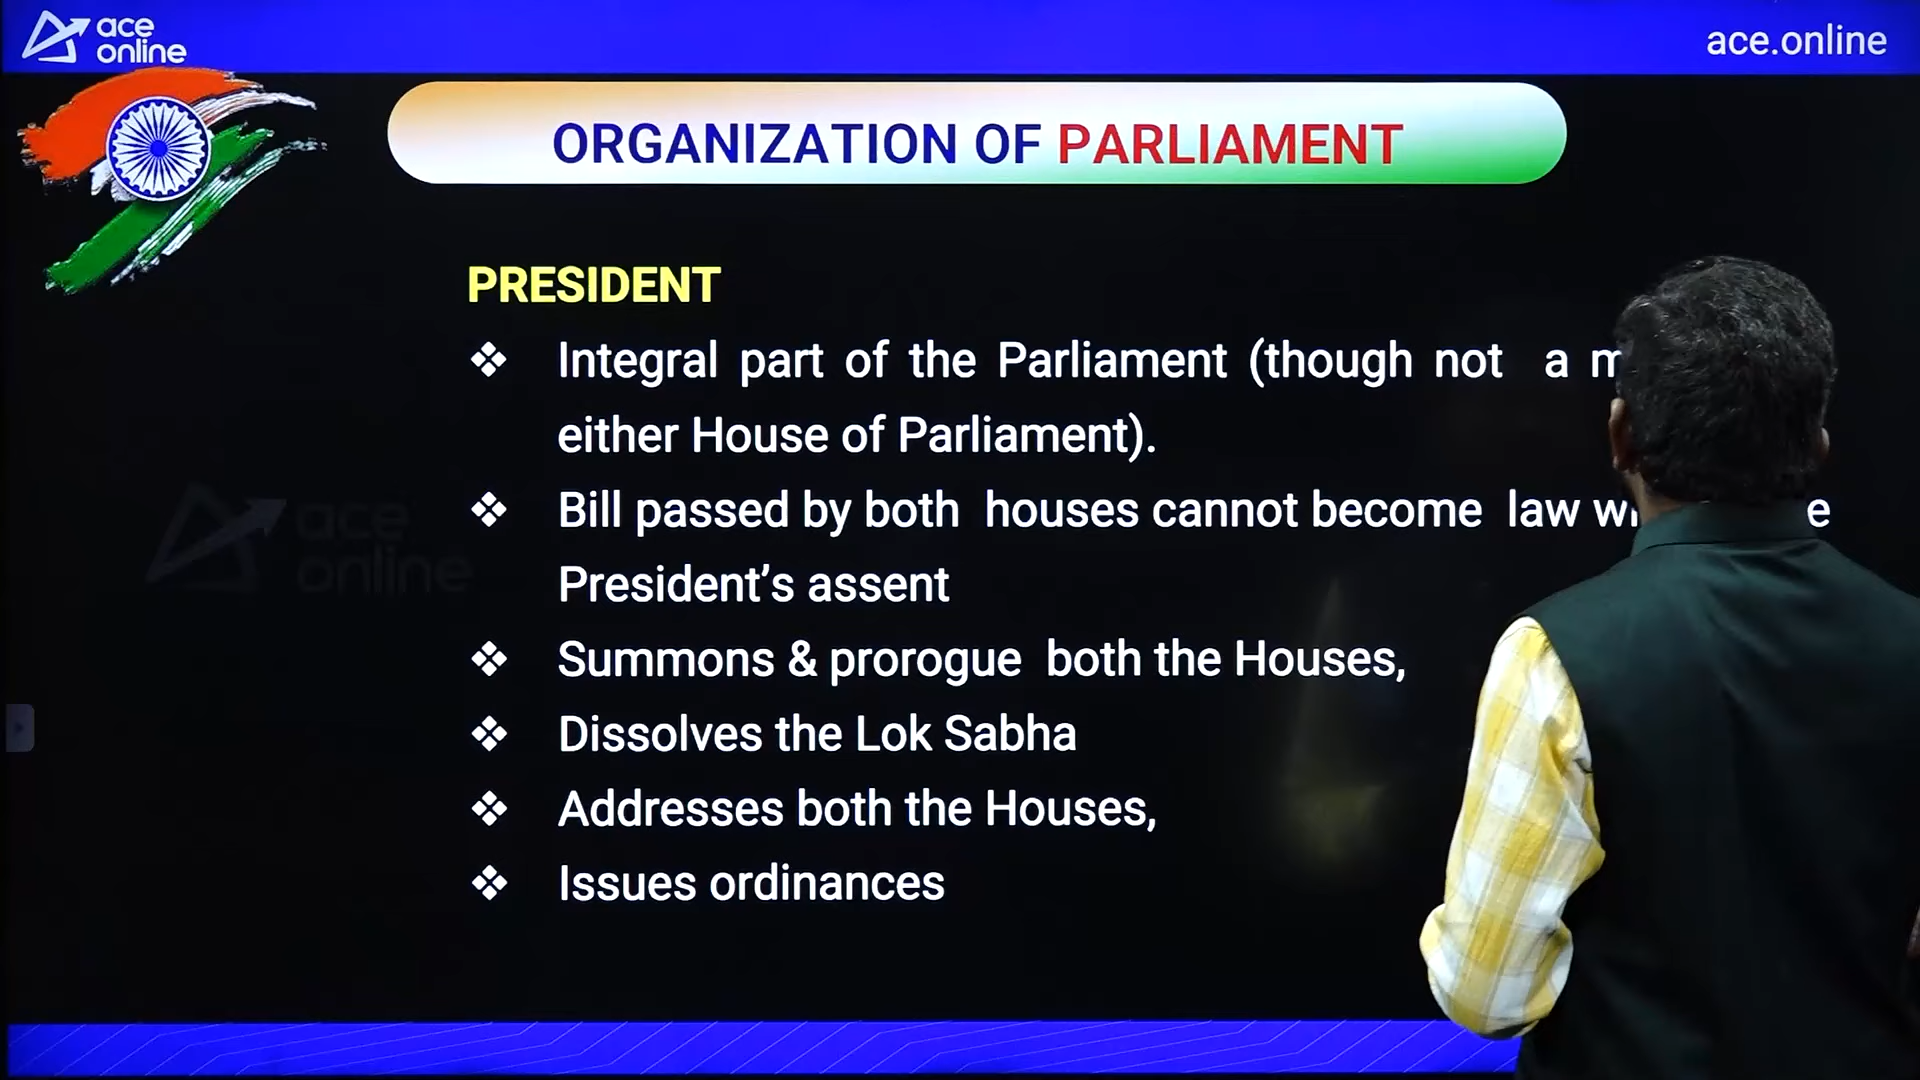 ace
online
ace.online
ORGANIZATION OF PARLIAMENT
PRESIDENT
❖ Integral part of the Parliament (though not a
either House of Parliament).
❖ Bill passed by both houses cannot become law
President’s assent
❖ Summons & prorogue both the Houses,
❖ Dissolves the Lok Sabha
❖ Addresses both the Houses,
❖ Issues ordinances
ace
online